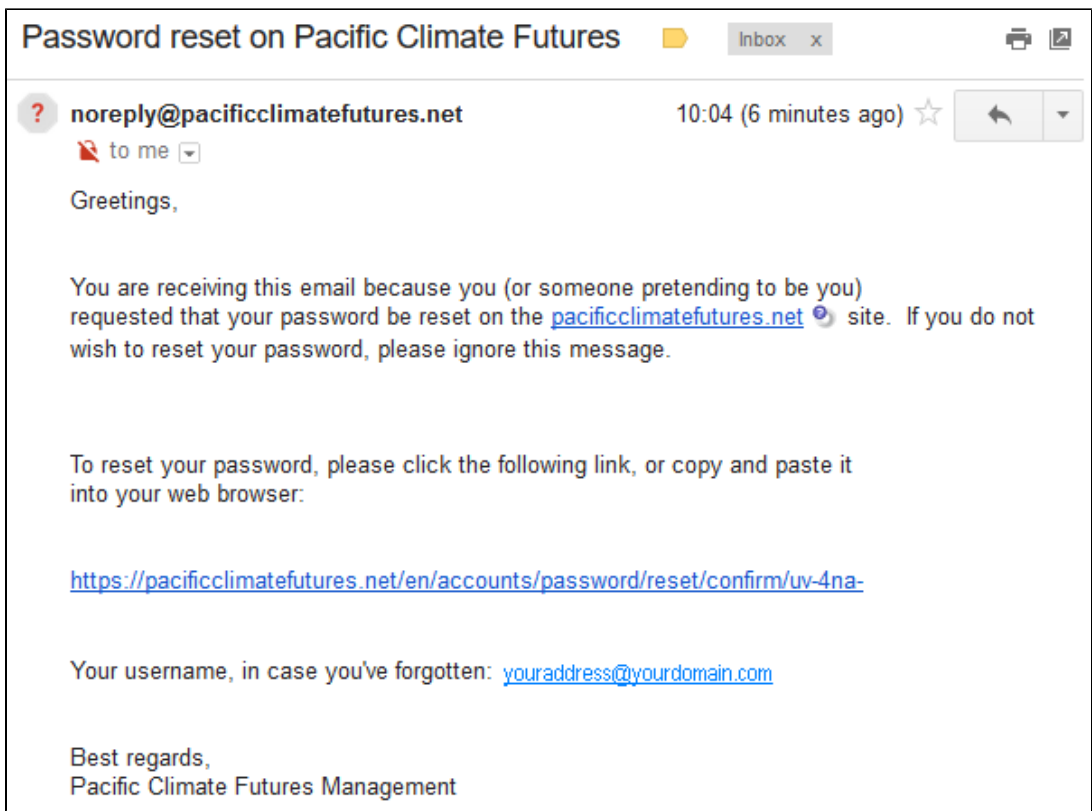 Password reset on Pacific Climate Futures Inbox x
? noreply@pacificclimatefutures.net 10:04 (6 minutes ago)
to me
Greetings,
You are receiving this email because you (or someone pretending to be you)
requested that your password be reset on the pacificclimatefutures.net site. If you do not
wish to reset your password, please ignore this message.
To reset your password, please click the following link, or copy and paste it
into your web browser:
https://pacificclimatefutures.net/en/accounts/password/reset/confirm/uv-4na-
Your username, in case you've forgotten: youraddress@yourdomain.com
Best regards,
Pacific Climate Futures Management